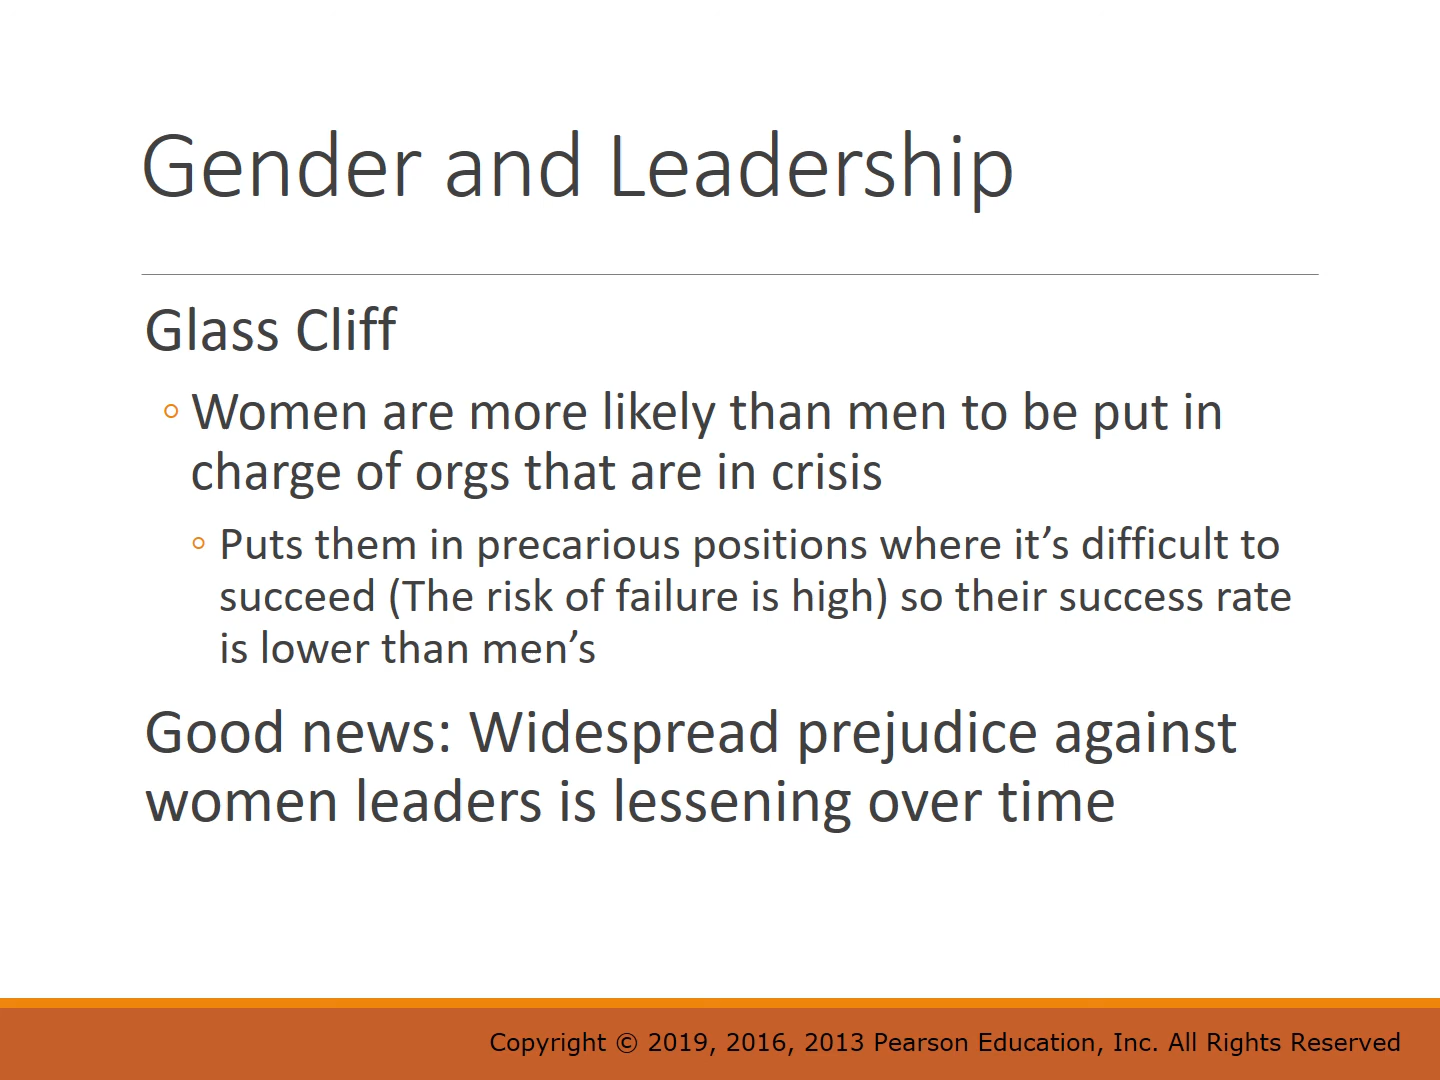 Gender and Leadership
Glass Cliff
◦ Women are more likely than men to be put in
charge of orgs that are in crisis
◦ Puts them in precarious positions where it’s difficult to
succeed (The risk of failure is high) so their success rate
is lower than men’s
Good news: Widespread prejudice against
women leaders is lessening over time
Copyright © 2019, 2016, 2013 Pearson Education, Inc. All Rights Reserved